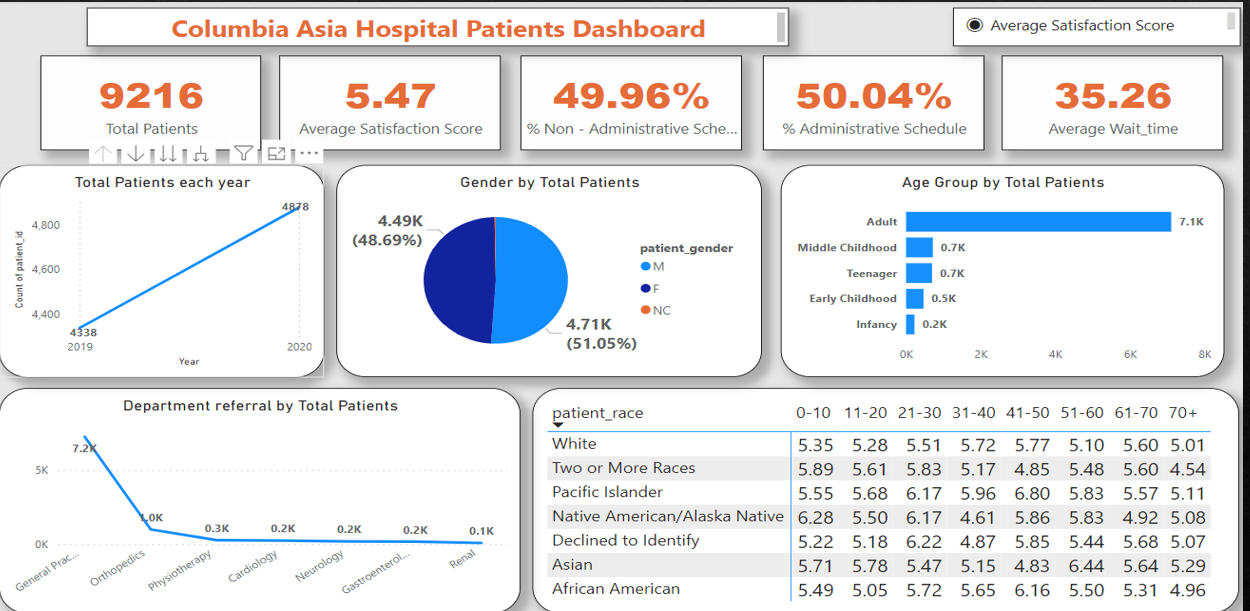 Columbia Asia Hospital Patients Dashboard
Average Satisfaction Score
9216
Total Patients
5.47
Average Satisfaction Score
49.96%
% Non - Administrative Sche...
50.04%
% Administrative Schedule
35.26
Average Wait_time
Total Patients each year
Count of patient_id
4,800
4,600
4,400
4878
4338
2019
2020
Year
Gender by Total Patients
4.49K
(48.69%)
4.71K
(51.05%)
patient_gender
M
F
NC
Age Group by Total Patients
Adult 7.1K
Middle Childhood 0.7K
Teenager 0.7K
Early Childhood 0.5K
Infancy 0.2K
0K 2K 4K 6K 8K
Department referral by Total Patients
5K
0K
7.2K
1.0K
0.3K
0.2K
0.2K
0.2K
0.1K
General Prac...
Orthopedics
Physiotherapy
Cardiology
Neurology
Gastroenterol...
Renal
patient_race 0-10 11-20 21-30 31-40 41-50 51-60 61-70 70+
White 5.35 5.28 5.51 5.72 5.77 5.10 5.60 5.01
Two or More Races 5.89 5.61 5.83 5.17 4.85 5.48 5.60 4.54
Pacific Islander 5.55 5.68 6.17 5.96 6.80 5.83 5.57 5.11
Native American/Alaska Native 6.28 5.50 6.17 4.61 5.86 5.83 4.92 5.08
Declined to Identify 5.22 5.18 6.22 4.87 5.85 5.44 5.68 5.07
Asian 5.71 5.78 5.47 5.15 4.83 6.44 5.64 5.29
African American 5.49 5.05 5.72 5.65 6.16 5.50 5.31 4.96